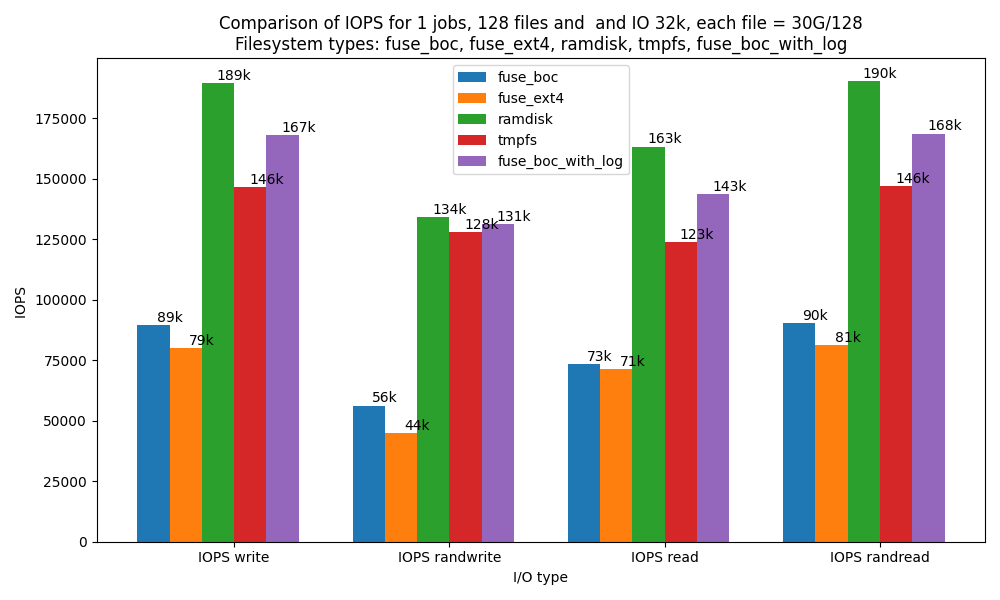 Comparison of IOPS for 1 jobs, 128 files and  and IO 32k, each file = 30G/128
Filesystem types: fuse_boc, fuse_ext4, ramdisk, tmpfs, fuse_boc_with_log
fuse_boc
fuse_ext4
ramdisk
tmpfs
fuse_boc_with_log
IOPS
175000
150000
125000
100000
75000
50000
25000
0
89k
79k
189k
146k
167k
56k
44k
134k
128k
131k
73k
71k
163k
123k
143k
90k
81k
190k
146k
168k
IOPS write
IOPS randwrite
IOPS read
IOPS randread
I/O type